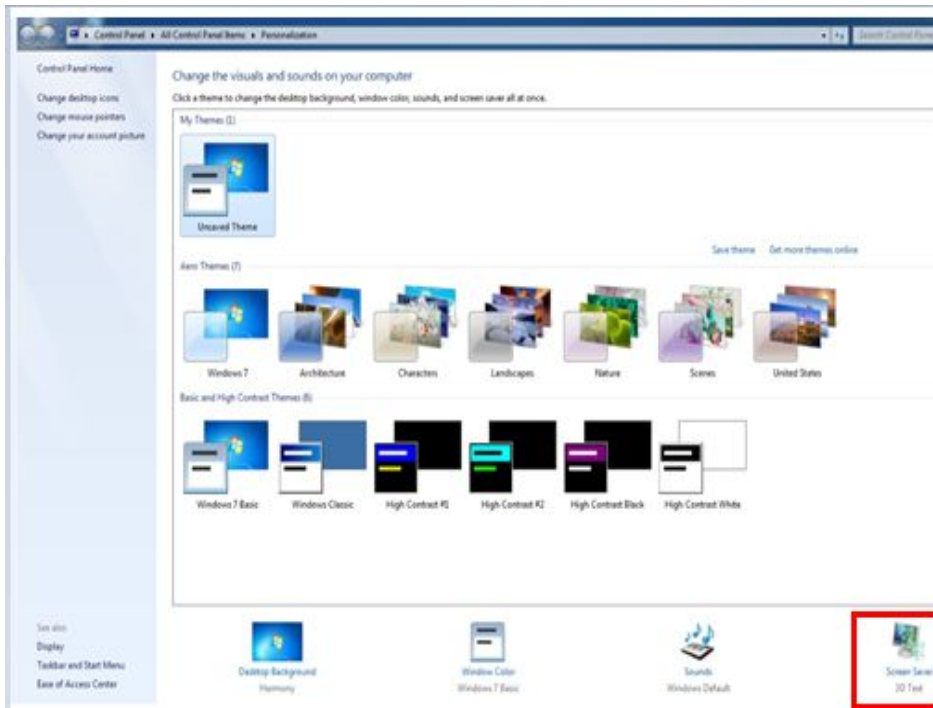 Control Panel All Control Panel Items Personalization Search Control Pane
Control Panel Home
Change desktop icons
Change mouse pointers
Change your account picture
Change the visuals and sounds on your computer
Click a theme to change the desktop background, window color, sounds, and screen saver all at once.
My Themes (1)
Unsaved Theme
Save theme Get more themes online
Aero Themes (7)
Windows 7 Architecture Characters Landscapes Nature Scenes United States
Basic and High Contrast Themes (6)
Windows 7 Basic Windows Classic High Contrast #1 High Contrast #2 High Contrast Black High Contrast White
See also
Display
Taskbar and Start Menu
Ease of Access Center
Desktop Background
Harmony
Window Color
Windows 7 Basic
Sounds
Windows Default
Screen Saver
3D Text